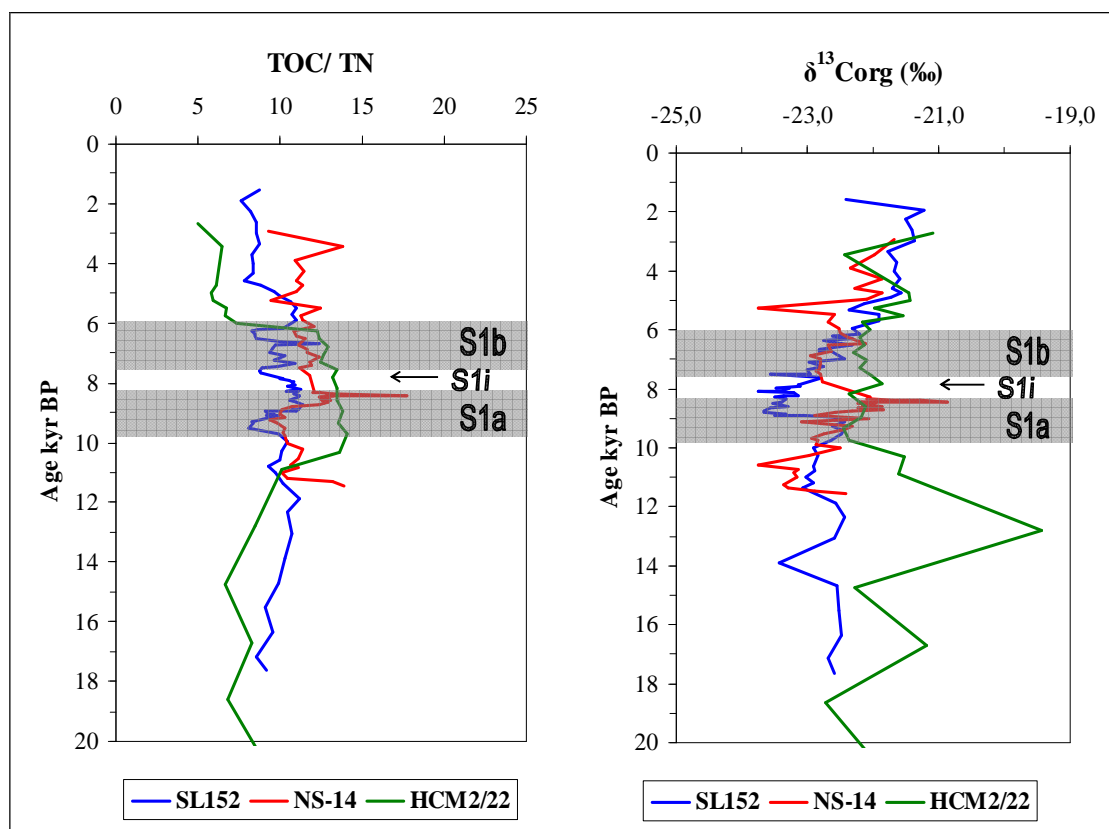 TOC/ TN
0 5 10 15 20 25
0
2
4
6
8
10
12
14
16
18
20
Age kyr BP
S1b
S1i
S1a
SL152 NS-14 HCM2/22
δ¹³Corg (‰)
-25,0 -23,0 -21,0 -19,0
0
2
4
6
8
10
12
14
16
18
20
Age kyr BP
S1b
S1i
S1a
SL152 NS-14 HCM2/22